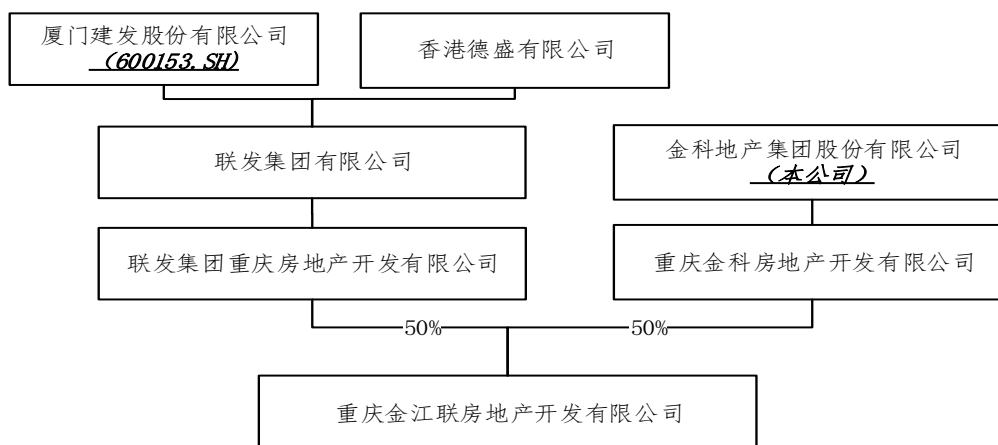 厦门建发股份有限公司
（600153.SH）
香港德盛有限公司
联发集团有限公司
金科地产集团股份有限公司
（本公司）
联发集团重庆房地产开发有限公司
重庆金科房地产开发有限公司
50%
50%
重庆金江联房地产开发有限公司